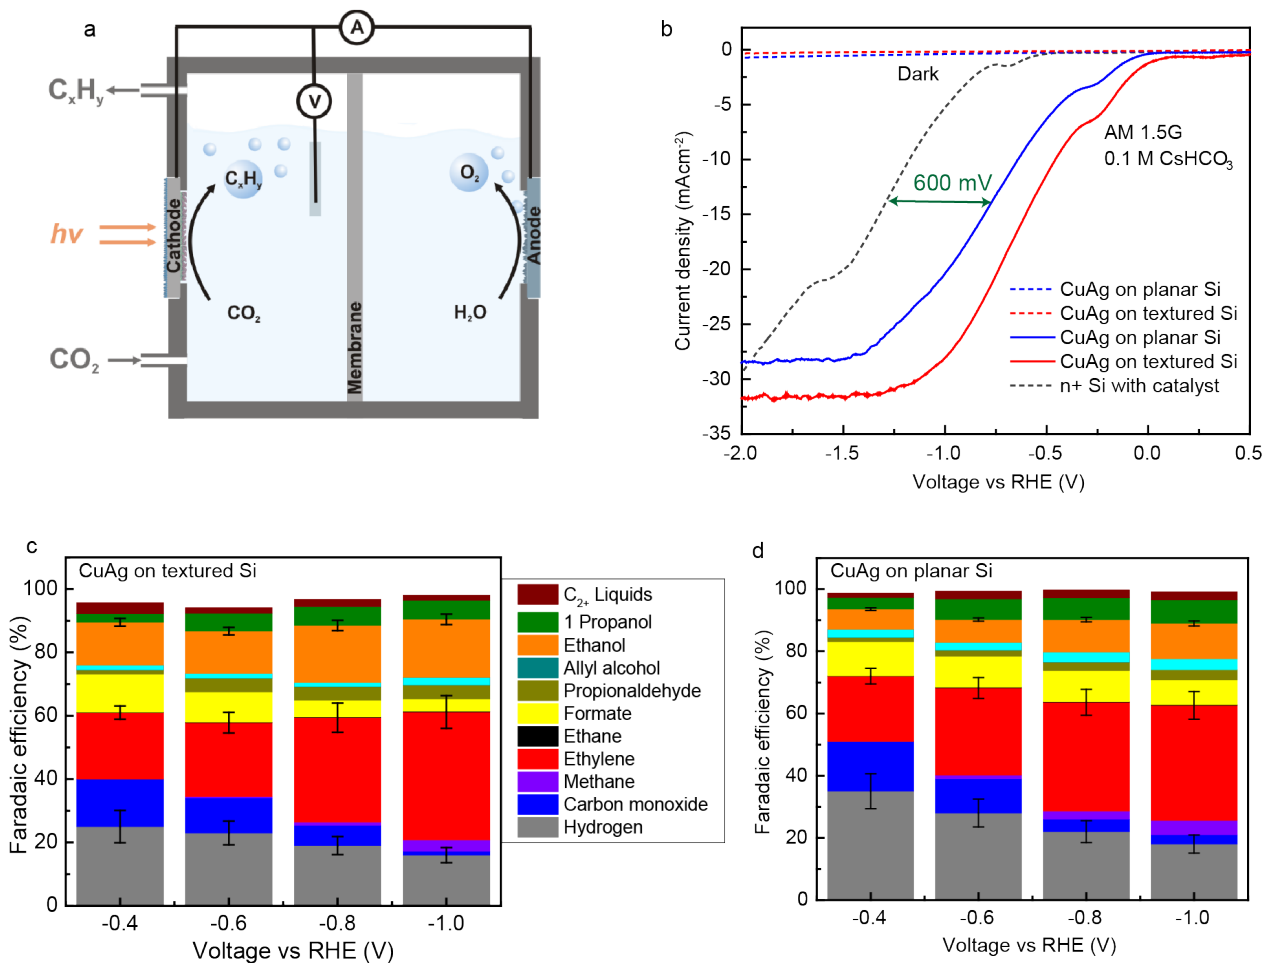 a
A
V
CₓHᵧ
CₓHᵧ
O₂
hv
Cathode
Anode
CO₂
H₂O
CO₂
Membrane
b
Current density (mAcm⁻²)
0
-5
-10
-15
-20
-25
-30
-35
Dark
AM 1.5G
0.1 M CsHCO₃
600 mV
CuAg on planar Si
CuAg on textured Si
CuAg on planar Si
CuAg on textured Si
n+ Si with catalyst
-2.0 -1.5 -1.0 -0.5 0.0 0.5
Voltage vs RHE (V)
c
CuAg on textured Si
Faradaic efficiency (%)
100
80
60
40
20
0
-0.4 -0.6 -0.8 -1.0
Voltage vs RHE (V)
C₂₊ Liquids
1 Propanol
Ethanol
Allyl alcohol
Propionaldehyde
Formate
Ethane
Ethylene
Methane
Carbon monoxide
Hydrogen
d
CuAg on planar Si
Faradaic efficiency (%)
100
80
60
40
20
0
-0.4 -0.6 -0.8 -1.0
Voltage vs RHE (V)